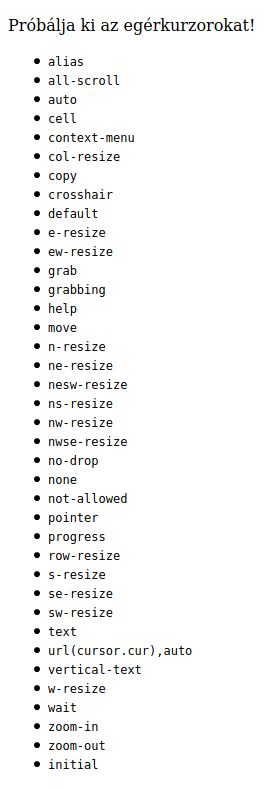 Próbálja ki az egérkurzorokat!
alias
all-scroll
auto
cell
context-menu
col-resize
copy
crosshair
default
e-resize
ew-resize
grab
grabbing
help
move
n-resize
ne-resize
nesw-resize
ns-resize
nw-resize
nwse-resize
no-drop
none
not-allowed
pointer
progress
row-resize
s-resize
se-resize
sw-resize
text
url(cursor.cur),auto
vertical-text
w-resize
wait
zoom-in
zoom-out
initial